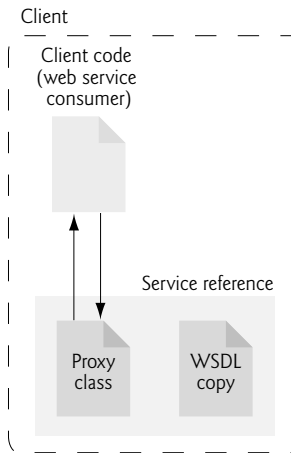 Client
Client code
(web service
consumer)
Service reference
Proxy
class
WSDL
copy